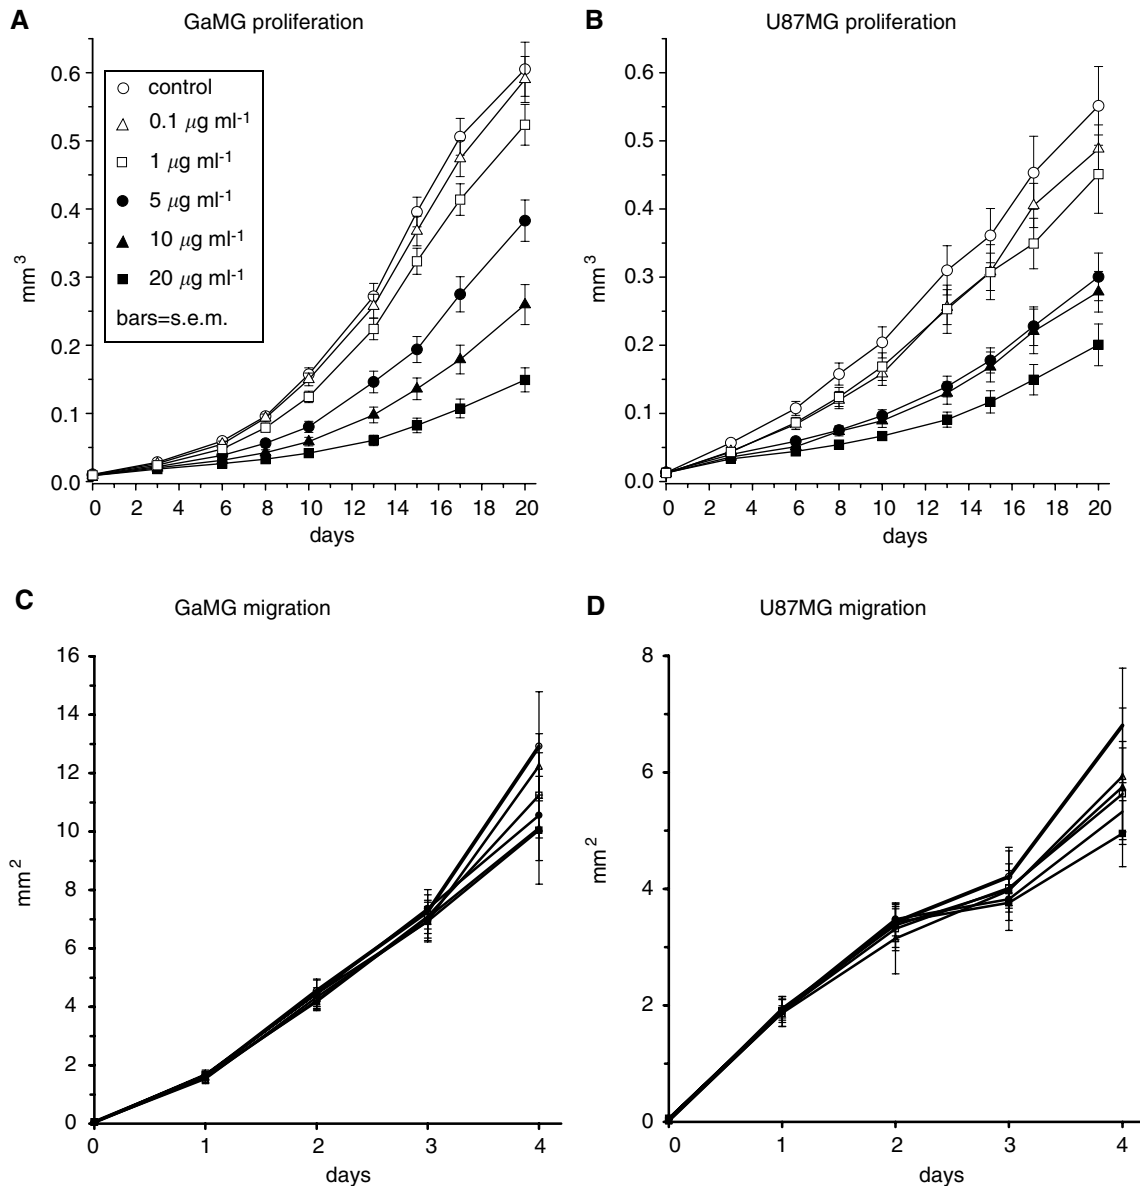 A GaMG proliferation
mm³
0.6
0.5
0.4
0.3
0.2
0.1
0.0
control
0.1 μg ml⁻¹
1 μg ml⁻¹
5 μg ml⁻¹
10 μg ml⁻¹
20 μg ml⁻¹
bars=s.e.m.
0 2 4 6 8 10 12 14 16 18 20
days
B U87MG proliferation
mm³
0.6
0.5
0.4
0.3
0.2
0.1
0.0
0 2 4 6 8 10 12 14 16 18 20
days
C GaMG migration
mm²
16
14
12
10
8
6
4
2
0
0 1 2 3 4
days
D U87MG migration
mm²
8
6
4
2
0
0 1 2 3 4
days